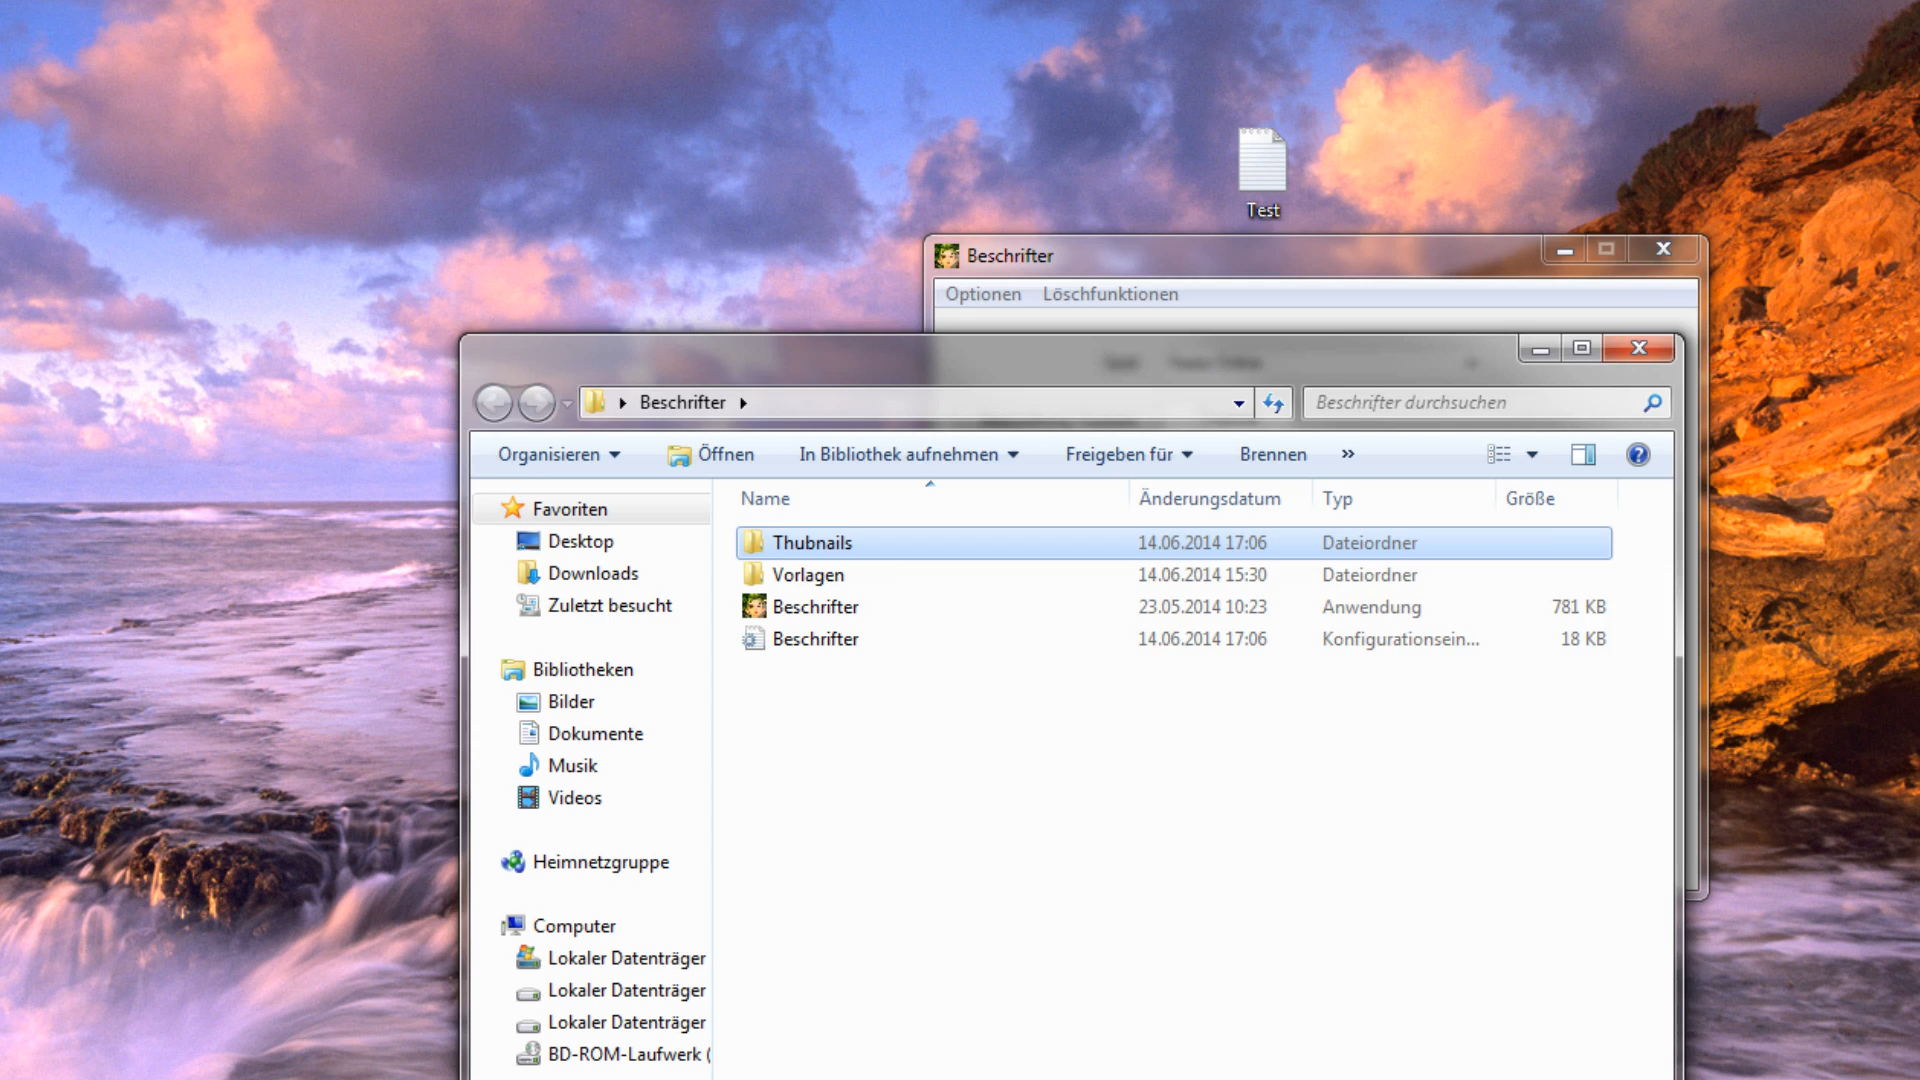 Test
Beschrifter
Optionen Löschfunktionen
Beschrifter
Beschrifter durchsuchen
Organisieren Öffnen In Bibliothek aufnehmen Freigeben für Brennen »
Name Änderungsdatum Typ Größe
Favoriten
Desktop
Downloads
Zuletzt besucht
Bibliotheken
Bilder
Dokumente
Musik
Videos
Heimnetzgruppe
Computer
Lokaler Datenträger
Lokaler Datenträger
Lokaler Datenträger
BD-ROM-Laufwerk (
Thubnails 14.06.2014 17:06 Dateiordner
Vorlagen 14.06.2014 15:30 Dateiordner
Beschrifter 23.05.2014 10:23 Anwendung 781 KB
Beschrifter 14.06.2014 17:06 Konfigurationsein... 18 KB